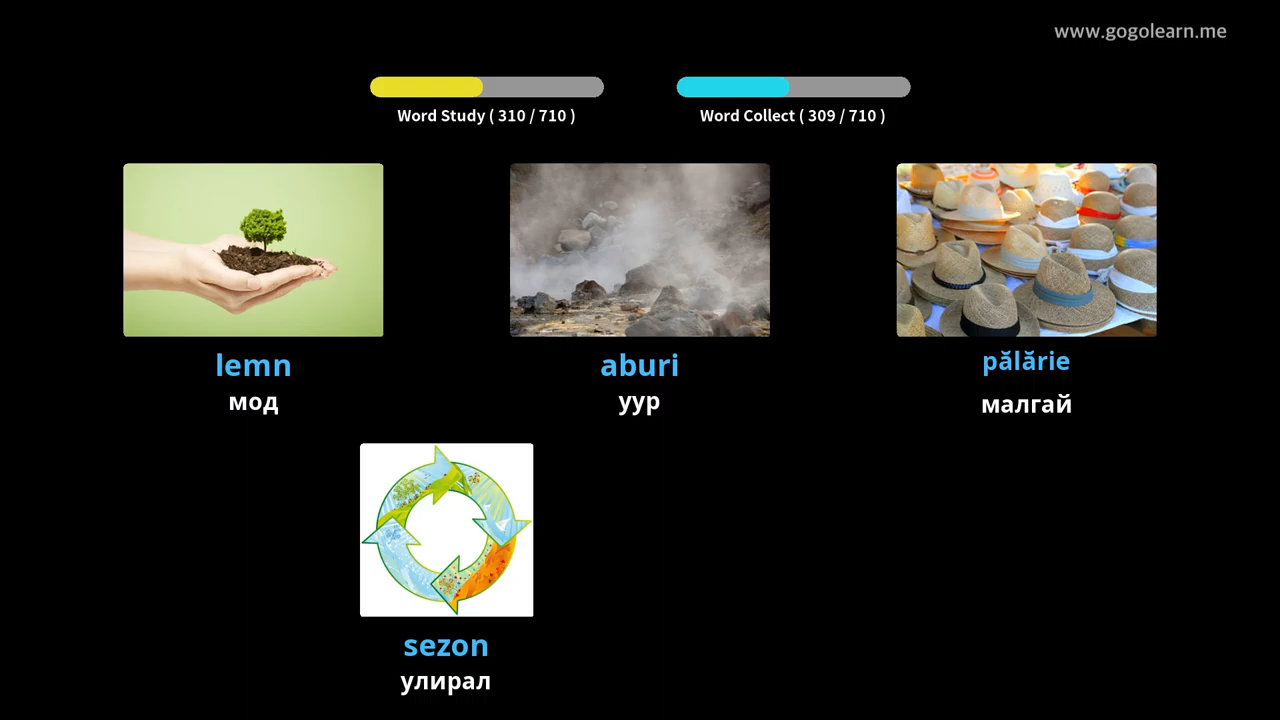 www.gogolearn.me
Word Study ( 310 / 710 )
Word Collect ( 309 / 710 )
lemn
мод
aburi
уур
pălărie
малгай
sezon
улирал